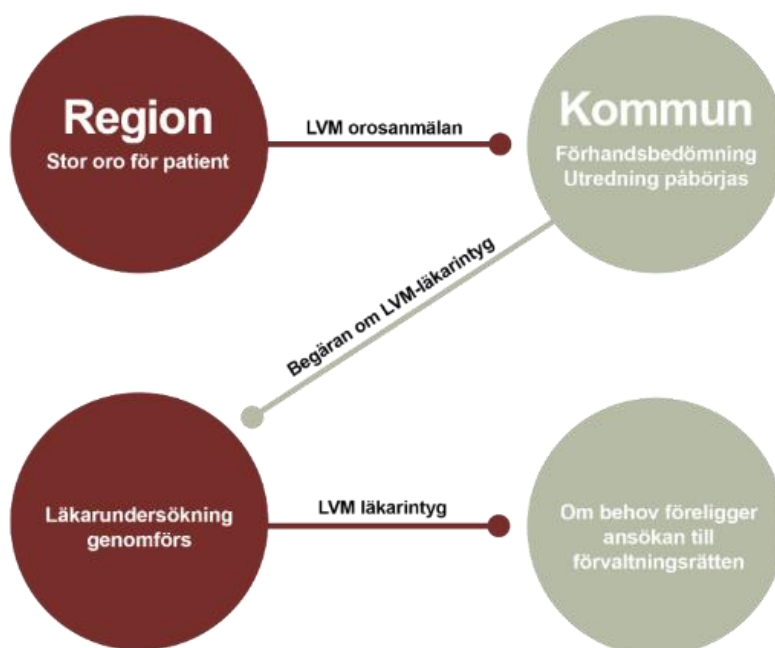 Region
Stor oro för patient
LVM orosanmälan
Kommun
Förhandsbedömning
Utredning påbörjas
Begäran om LVM-läkarintyg
Läkarundersökning
genomförs
LVM läkarintyg
Om behov föreligger
ansökan till
förvaltningsrätten